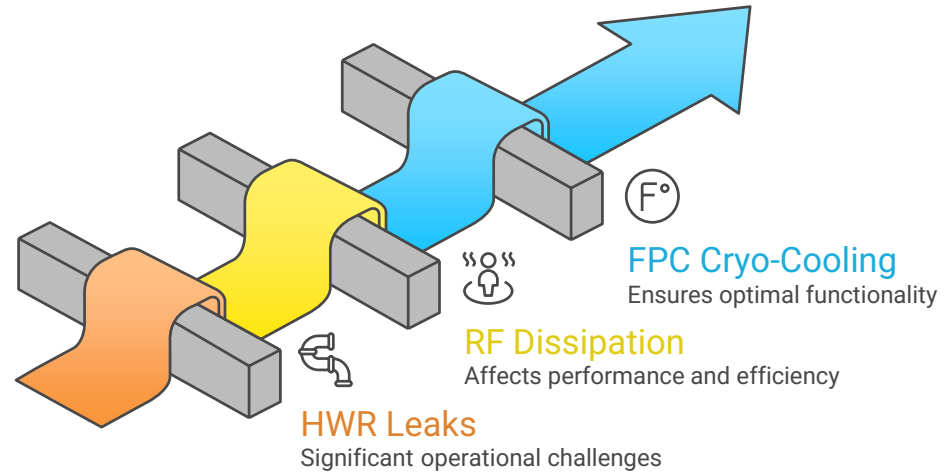 F°
FPC Cryo-Cooling
Ensures optimal functionality
RF Dissipation
Affects performance and efficiency
HWR Leaks
Significant operational challenges